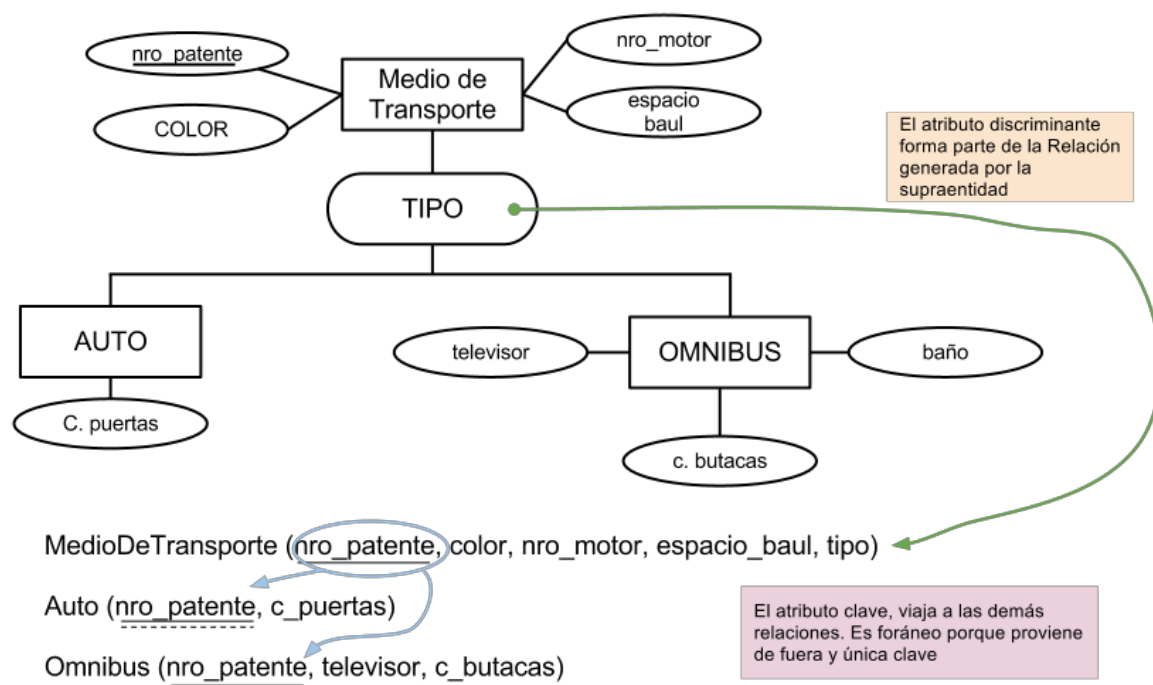 nro_patente
nro_motor
Medio de
Transporte
COLOR
espacio
baul
El atributo discriminante
forma parte de la Relación
generada por la
supraentidad
TIPO
AUTO
televisor
OMNIBUS
baño
C. puertas
c. butacas
MedioDeTransporte (nro_patente, color, nro_motor, espacio_baul, tipo)
Auto (nro_patente, c_puertas)
El atributo clave, viaja a las demás
relaciones. Es foráneo porque proviene
de fuera y única clave
Omnibus (nro_patente, televisor, c_butacas)